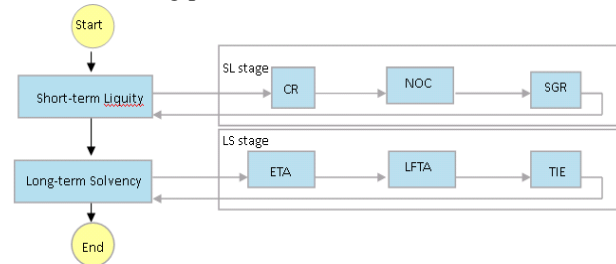 Start
SL stage
CR
NOC
SGR
Short-term Liquity
LS stage
ETA
LFTA
TIE
Long-term Solvency
End